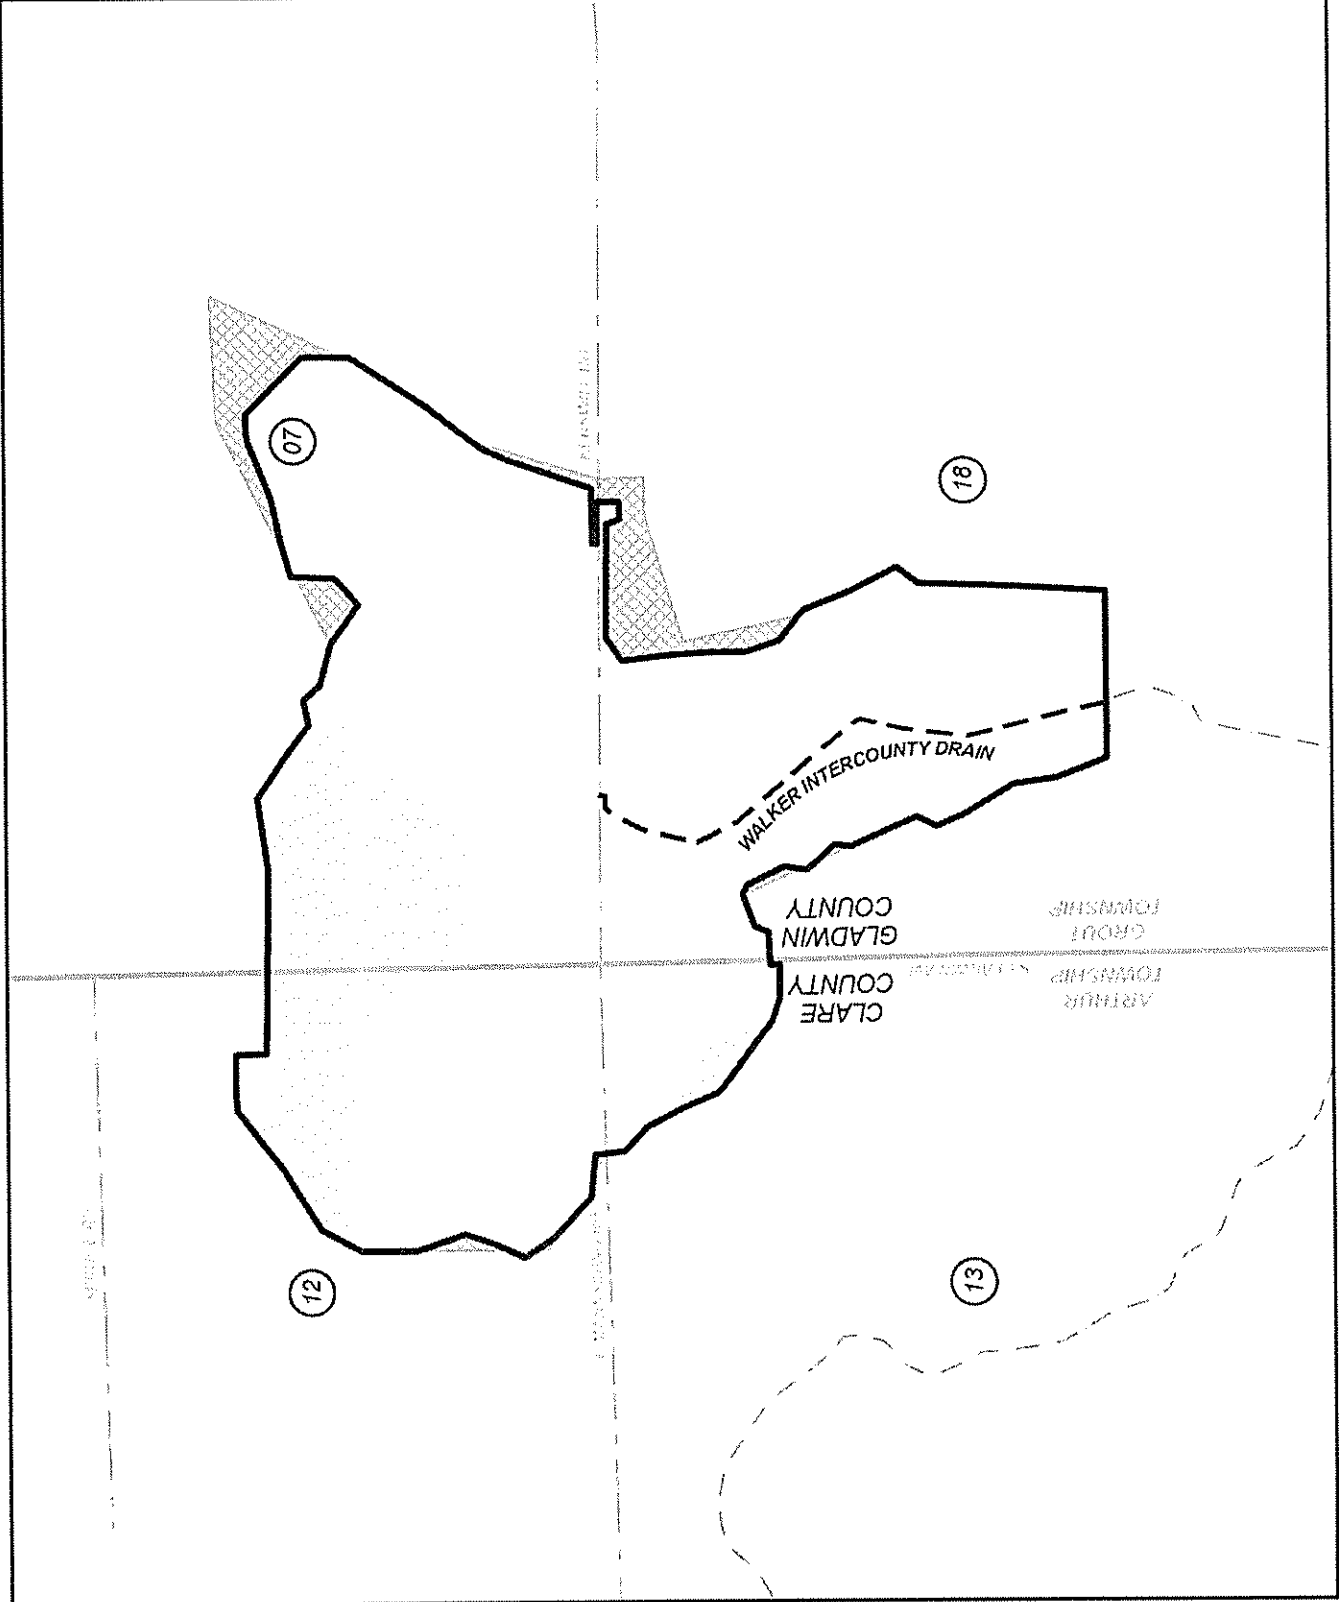 07
18
WALKER INTERCOUNTY DRAIN
GLADWIN
COUNTY
CLARE
COUNTY
GROUT
TOWNSHIP
ARTHUR
TOWNSHIP
12
13